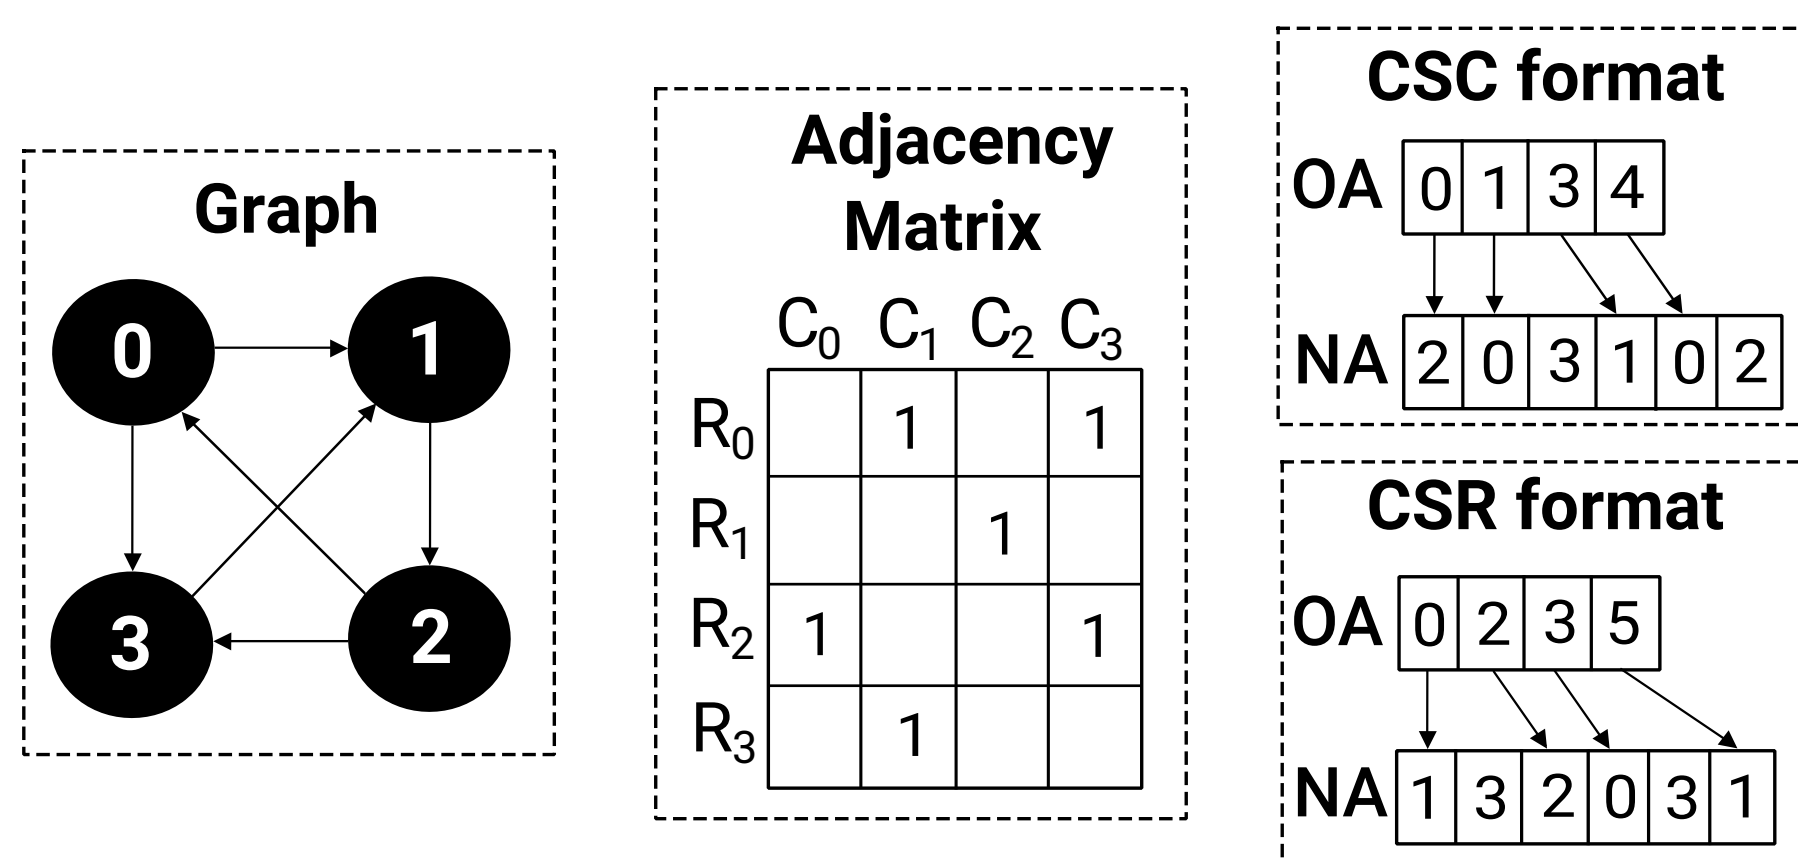 Graph
0 1
3 2
Adjacency
Matrix
C0 C1 C2 C3
R0 1 1
R1 1
R2 1 1
R3 1
CSC format
OA 0 1 3 4
NA 2 0 3 1 0 2
CSR format
OA 0 2 3 5
NA 1 3 2 0 3 1